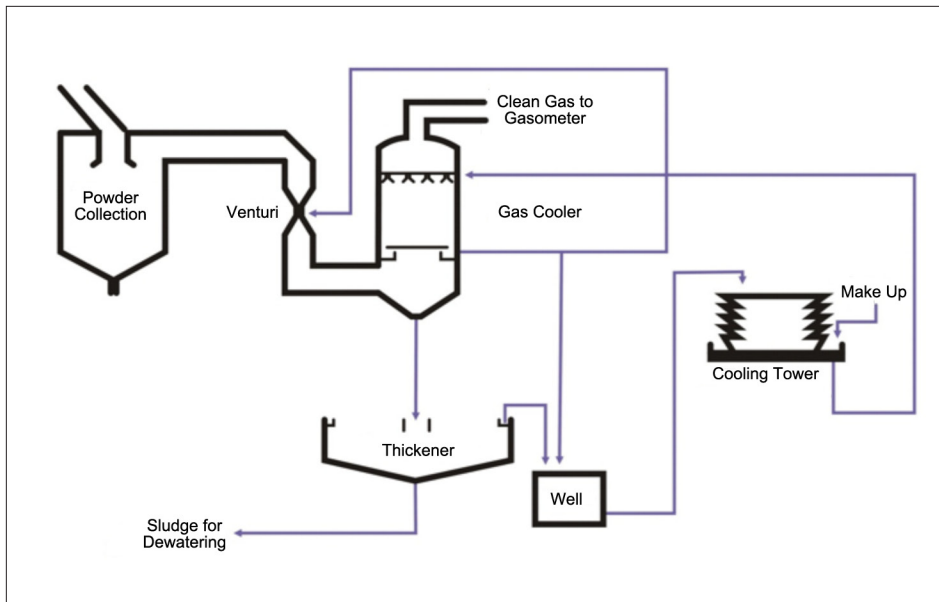 Clean Gas to
Gasometer
Powder
Collection
Venturi
Gas Cooler
Make Up
Cooling Tower
Thickener
Well
Sludge for
Dewatering